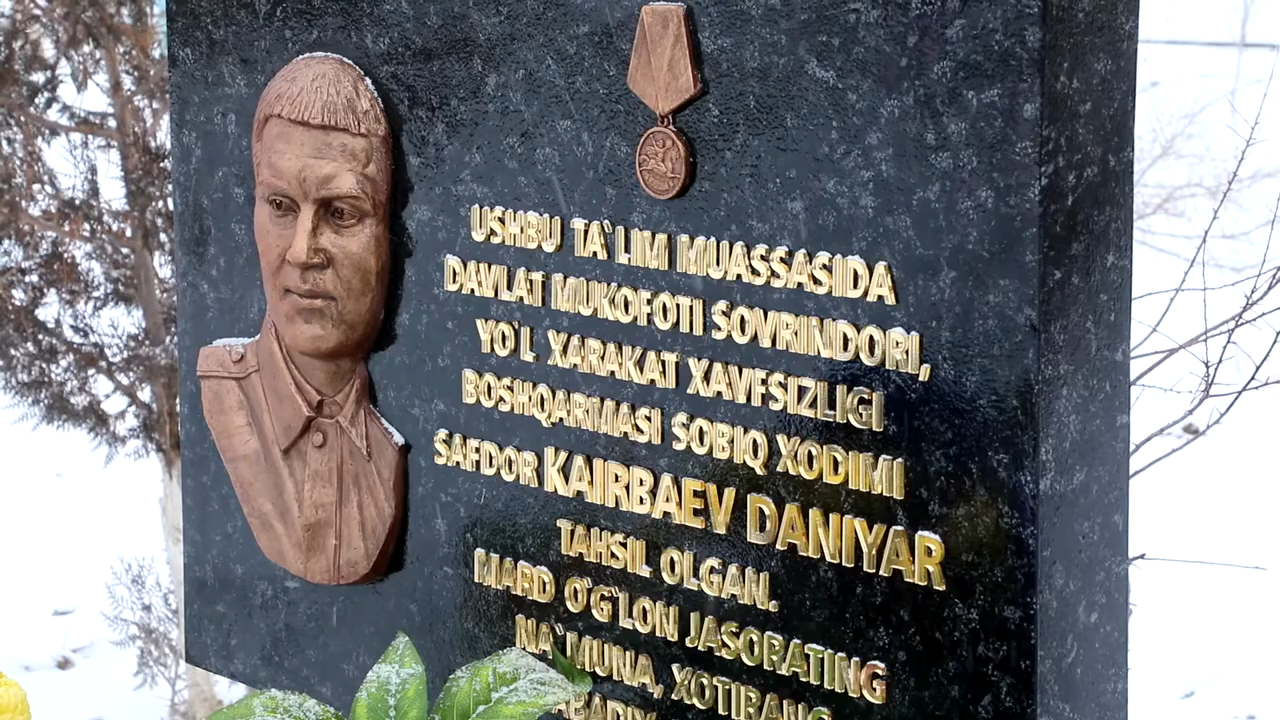 USHBU TA`LIM MUASSASIDA
DAVLAT MUKOFOTI SOVRINDORI,
YO`L XARAKAT XAVFSIZLIGI
BOSHQARMASI SOBIQ XODIMI
SAFDOR KAIRBAEV DANIYAR
TAHSIL OLGAN.
MARD O`G`LON JASORATING
NA`MUNA, XOTIRANG
ABADIY